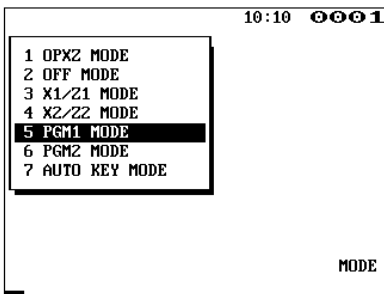 10:10 0001
1 OPXZ MODE
2 OFF MODE
3 X1/Z1 MODE
4 X2/Z2 MODE
5 PGM1 MODE
6 PGM2 MODE
7 AUTO KEY MODE
MODE